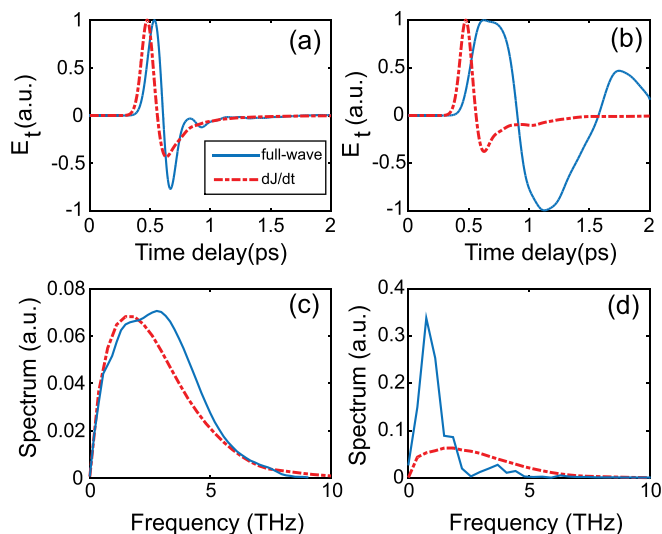 1
0.5
0
-0.5
-1
E_t (a.u.)
(a)
full-wave
dJ/dt
0 0.5 1 1.5 2
Time delay(ps)
1
0.5
0
-0.5
-1
E_t (a.u.)
(b)
0 0.5 1 1.5 2
Time delay(ps)
0.08
0.06
0.04
0.02
0
Spectrum (a.u.)
(c)
0 5 10
Frequency (THz)
0.4
0.3
0.2
0.1
0
Spectrum (a.u.)
(d)
0 5 10
Frequency (THz)